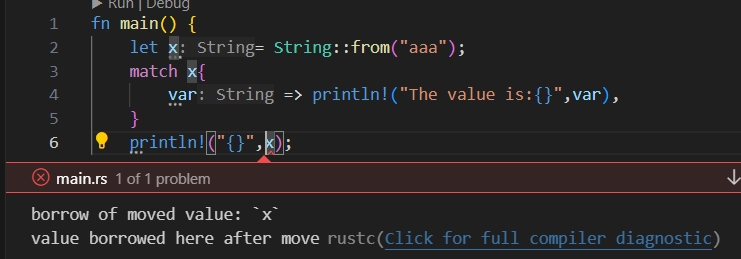 ▶ Run | Debug
1 fn main() {
2 let x: String= String::from("aaa");
3 match x{
4 var: String => println!("The value is:{}",var),
5 }
6 println!("{}",x);
main.rs 1 of 1 problem
borrow of moved value: `x`
value borrowed here after move rustc(Click for full compiler diagnostic)